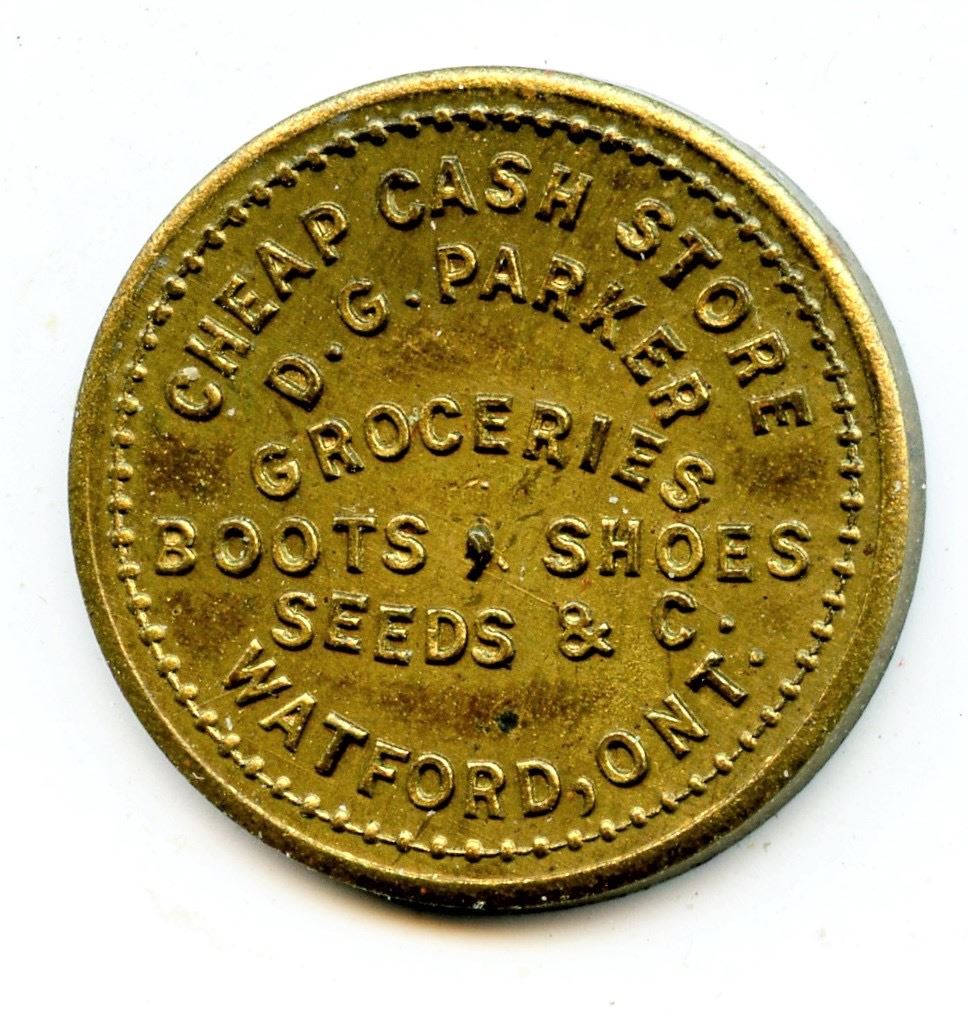 CHEAP CASH STORE
D. G. PARKER
GROCERIES
BOOTS & SHOES
SEEDS & C.
WATFORD, ONT.